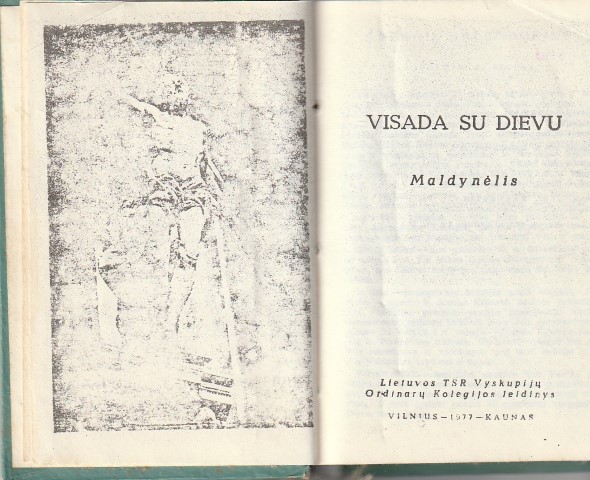 VISADA SU DIEVU
Maldynėlis
Lietuvos TSR Vyskupijų
Ordinarų Kolegijos leidinys
VILNIUS—1977—KAUNAS